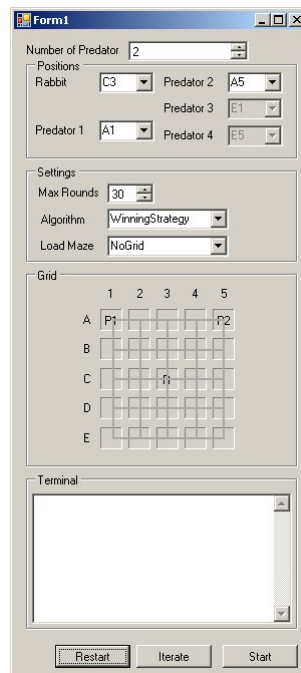 Form1
Number of Predator 2
Positions
Rabbit C3 Predator 2 A5
Predator 3 E1
Predator 1 A1 Predator 4 E5
Settings
Max Rounds 30
Algorithm WinningStrategy
Load Maze NoGrid
Grid
1 2 3 4 5
A P1 P2
B
C R
D
E
Terminal
Restart Iterate Start